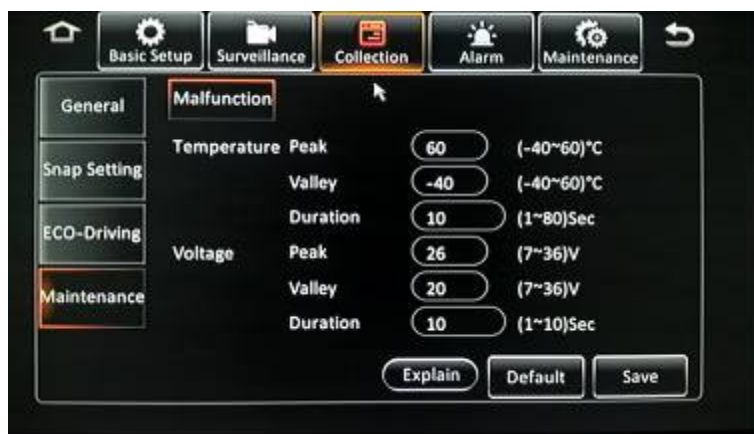 Basic Setup Surveillance Collection Alarm Maintenance
General Malfunction
Temperature Peak 60 (-40~60)°C
Snap Setting
Valley -40 (-40~60)°C
Duration 10 (1~80)Sec
ECO-Driving
Voltage Peak 26 (7~36)V
Maintenance Valley 20 (7~36)V
Duration 10 (1~10)Sec
Explain Default Save